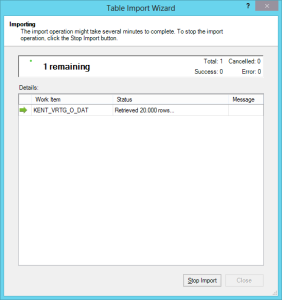 Table Import Wizard
Importing
The import operation might take several minutes to complete. To stop the import
operation, click the Stop Import button.
1 remaining
Total: 1 Cancelled: 0
Success: 0 Error: 0
Details:
Work Item Status Message
KENT_VRTG_O_DAT Retrieved 20.000 rows...
Stop Import Close